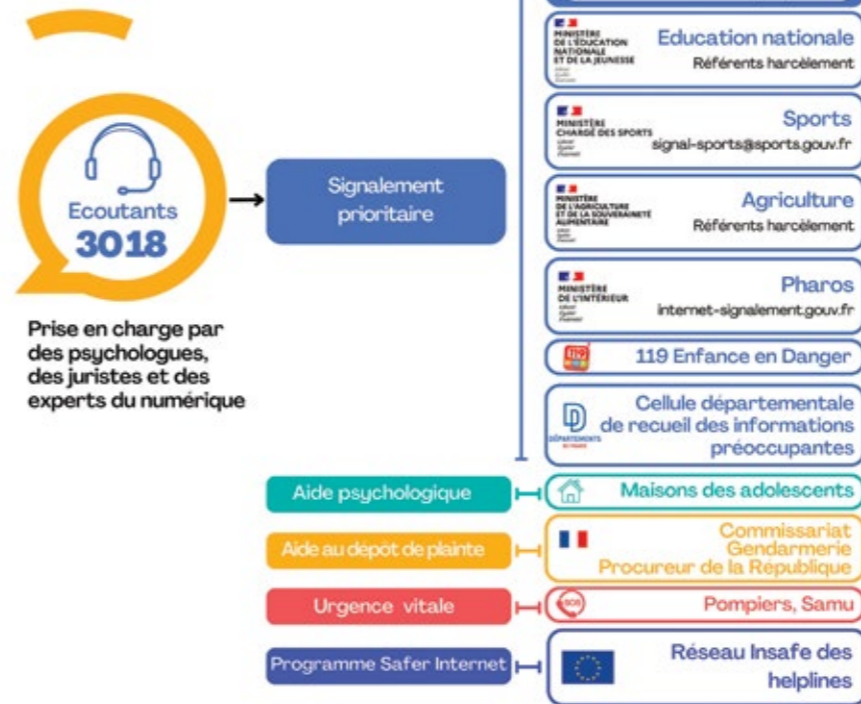 Ecoutants
3018
Prise en charge par
des psychologues,
des juristes et des
experts du numérique
Signalement
prioritaire
MINISTÈRE
DE L'ÉDUCATION
NATIONALE
ET DE LA JEUNESSE
Education nationale
Référents harcèlement
MINISTÈRE
CHARGÉ DES SPORTS
Sports
signal-sports@sports.gouv.fr
MINISTÈRE
DE L'AGRICULTURE
ET DE LA SOUVERAINETÉ
ALIMENTAIRE
Agriculture
Référents harcèlement
MINISTÈRE
DE L'INTÉRIEUR
Pharos
internet-signalement.gouv.fr
119
119 Enfance en Danger
DÉPARTEMENTS
DE FRANCE
Cellule départementale
de recueil des informations
préoccupantes
Aide psychologique
Maisons des adolescents
Aide au dépôt de plainte
Commissariat
Gendarmerie
Procureur de la République
Urgence vitale
SOS
Pompiers, Samu
Programme Safer Internet
Réseau Insafe des
helplines